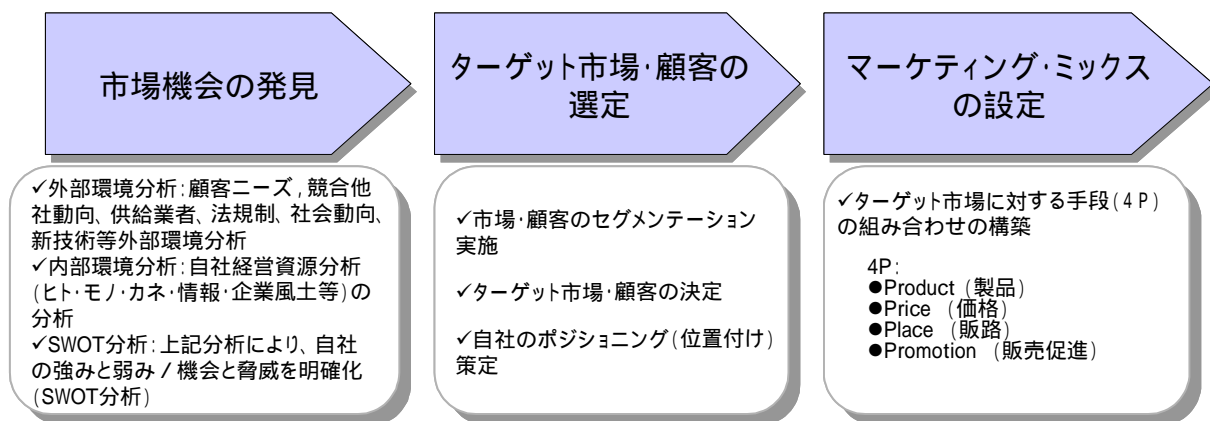 市場機会の発見
✓外部環境分析:顧客ニーズ,競合他
社動向、供給業者、法規制、社会動向、
新技術等外部環境分析
✓内部環境分析:自社経営資源分析
(ヒト・モノ・カネ・情報・企業風土等)の
分析
✓SWOT分析:上記分析により、自社
の強みと弱み/機会と脅威を明確化
(SWOT分析)
ターゲット市場・顧客の
選定
✓市場・顧客のセグメンテーション
実施
✓ターゲット市場・顧客の決定
✓自社のポジショニング(位置付け)
策定
マーケティング・ミックス
の設定
✓ターゲット市場に対する手段(4P)
の組み合わせの構築
4P:
●Product (製品)
●Price (価格)
●Place (販路)
●Promotion (販売促進)